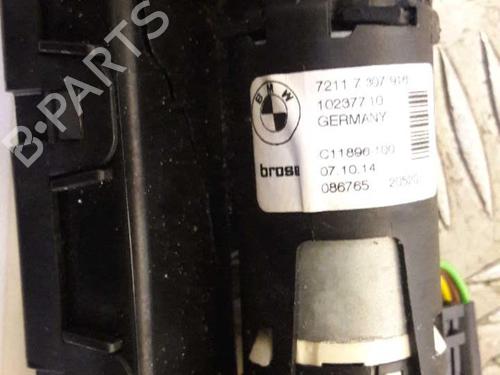 B-PARTS
BMW
7211 7 307 916
10237710
GERMANY
C11896-100
brose
07.10.14
086765